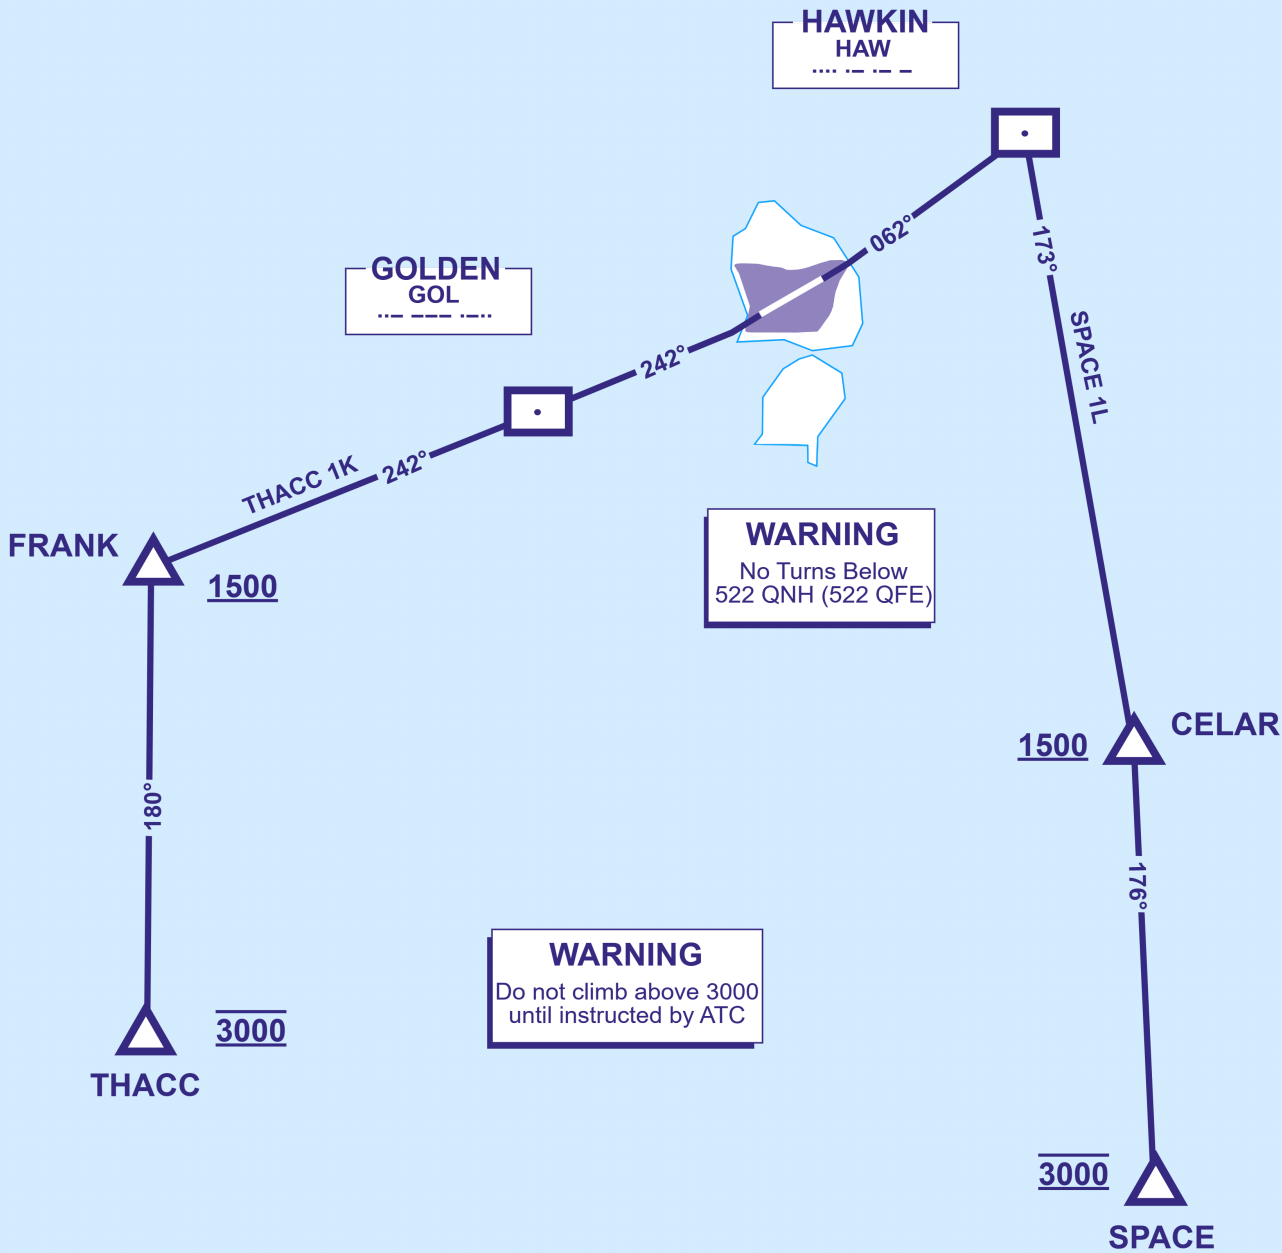 HAWKIN
HAW
···· ·− ·− −
062°
173°
GOLDEN
GOL
··− −−− ·−··
242°
SPACE 1L
THACC 1K
242°
FRANK
1500
WARNING
No Turns Below
522 QNH (522 QFE)
CELAR
1500
180°
176°
WARNING
Do not climb above 3000
until instructed by ATC
3000
THACC
3000
SPACE